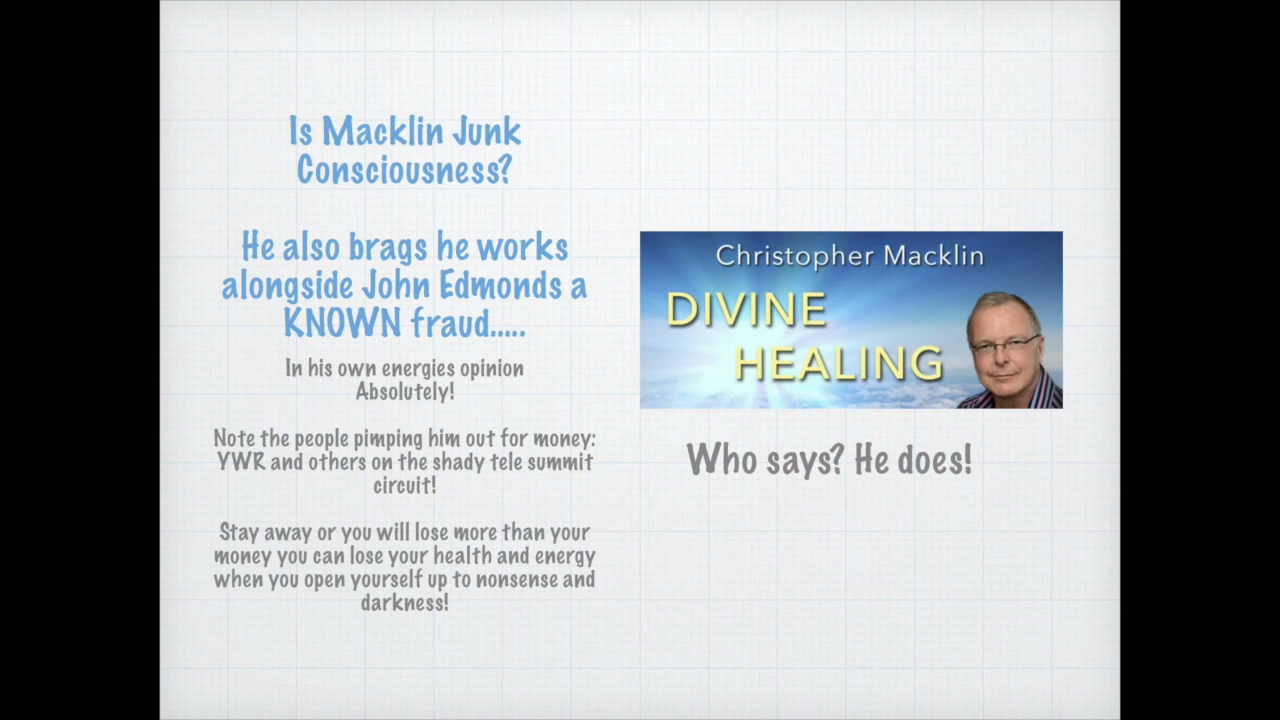 Is Macklin Junk
Consciousness?
He also brags he works
alongside John Edmonds a
KNOWN fraud.....
In his own energies opinion
Absolutely!
Note the people pimping him out for money:
YWR and others on the shady tele summit
circuit!
Stay away or you will lose more than your
money you can lose your health and energy
when you open yourself up to nonsense and
darkness!
Christopher Macklin
DIVINE
HEALING
Who says? He does!